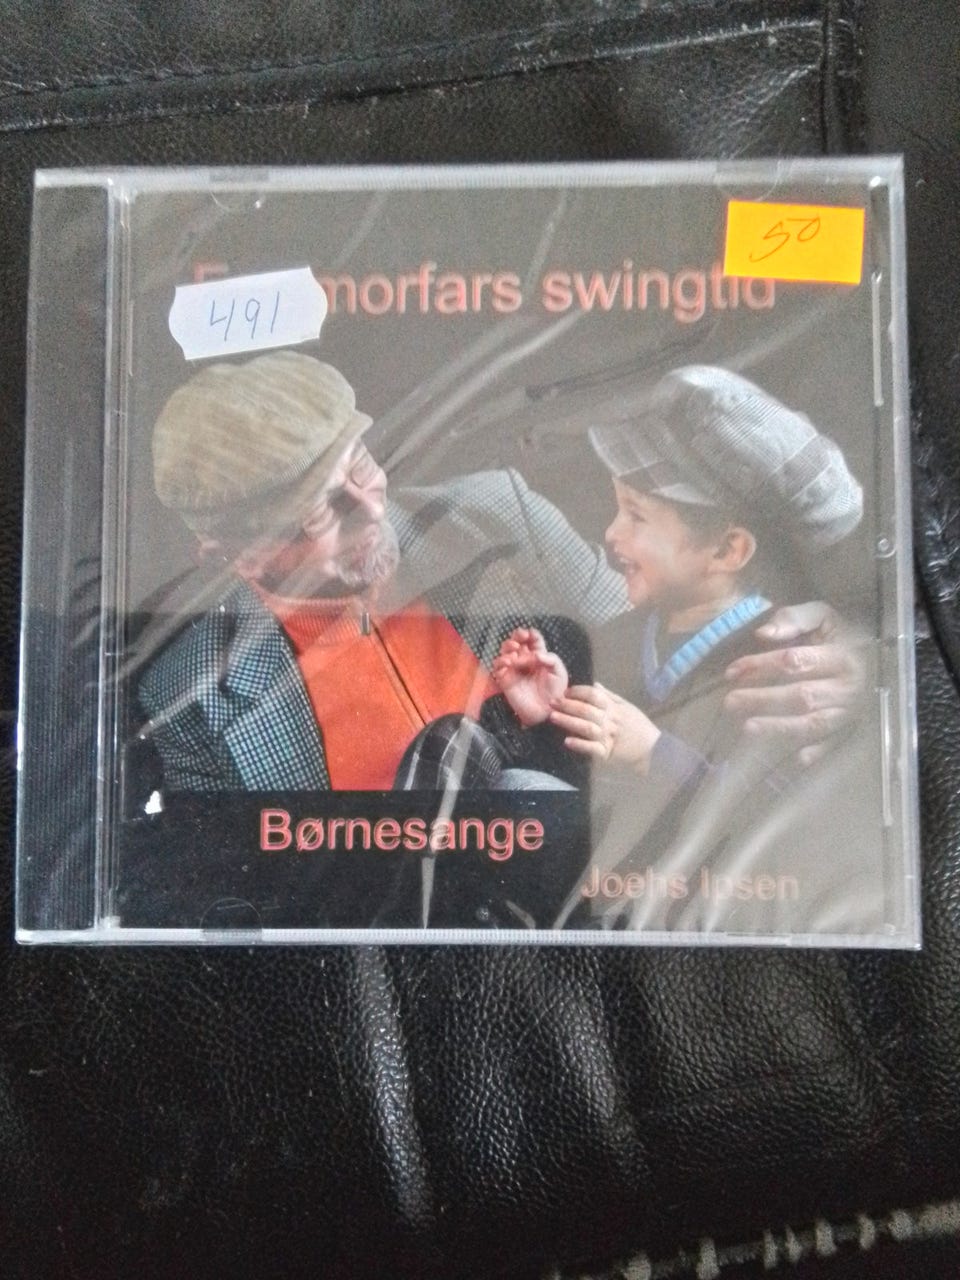 50
morfars swingtid
491
Børnesange
Joehs Ipsen